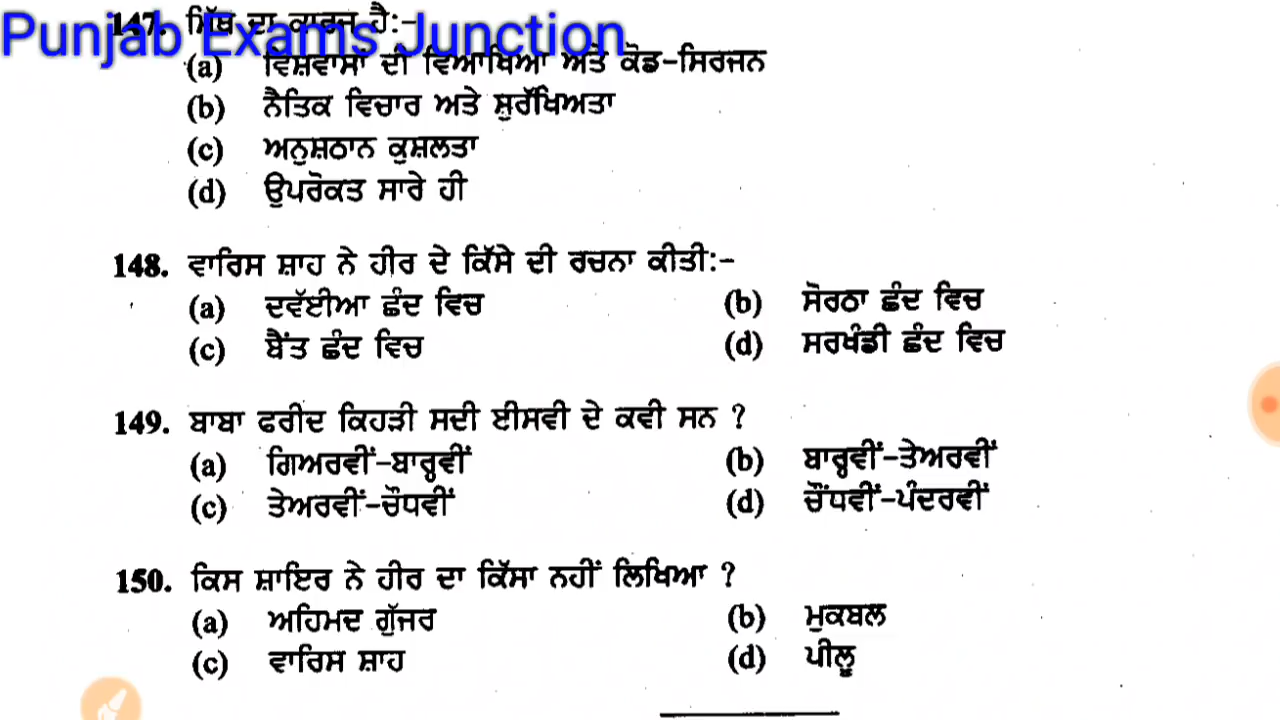 147. ਮਿੱਥ ਦਾ ਕਾਰਜ ਹੈ:-
Punjab Exams Junction
(a) ਵਿਸ਼ਵਾਸਾਂ ਦੀ ਵਿਆਖਿਆ ਅਤੇ ਕੋਡ-ਸਿਰਜਨ
(b) ਨੈਤਿਕ ਵਿਚਾਰ ਅਤੇ ਸੁਰੱਖਿਅਤਾ
(c) ਅਨੁਸ਼ਠਾਨ ਕੁਸ਼ਲਤਾ
(d) ਉਪਰੋਕਤ ਸਾਰੇ ਹੀ
148. ਵਾਰਿਸ ਸ਼ਾਹ ਨੇ ਹੀਰ ਦੇ ਕਿੱਸੇ ਦੀ ਰਚਨਾ ਕੀਤੀ:-
(a) ਦਵੱਈਆ ਛੰਦ ਵਿਚ (b) ਸੋਰਠਾ ਛੰਦ ਵਿਚ
(c) ਬੈਂਤ ਛੰਦ ਵਿਚ (d) ਸਰਖੰਡੀ ਛੰਦ ਵਿਚ
149. ਬਾਬਾ ਫਰੀਦ ਕਿਹੜੀ ਸਦੀ ਈਸਵੀ ਦੇ ਕਵੀ ਸਨ ?
(a) ਗਿਅਰਵੀਂ-ਬਾਰ੍ਹਵੀਂ (b) ਬਾਰ੍ਹਵੀਂ-ਤੇਅਰਵੀਂ
(c) ਤੇਅਰਵੀਂ-ਚੌਧਵੀਂ (d) ਚੌਂਧਵੀਂ-ਪੰਦਰਵੀਂ
150. ਕਿਸ ਸ਼ਾਇਰ ਨੇ ਹੀਰ ਦਾ ਕਿੱਸਾ ਨਹੀਂ ਲਿਖਿਆ ?
(a) ਅਹਿਮਦ ਗੁੱਜਰ (b) ਮੁਕਬਲ
(c) ਵਾਰਿਸ ਸ਼ਾਹ (d) ਪੀਲੂ